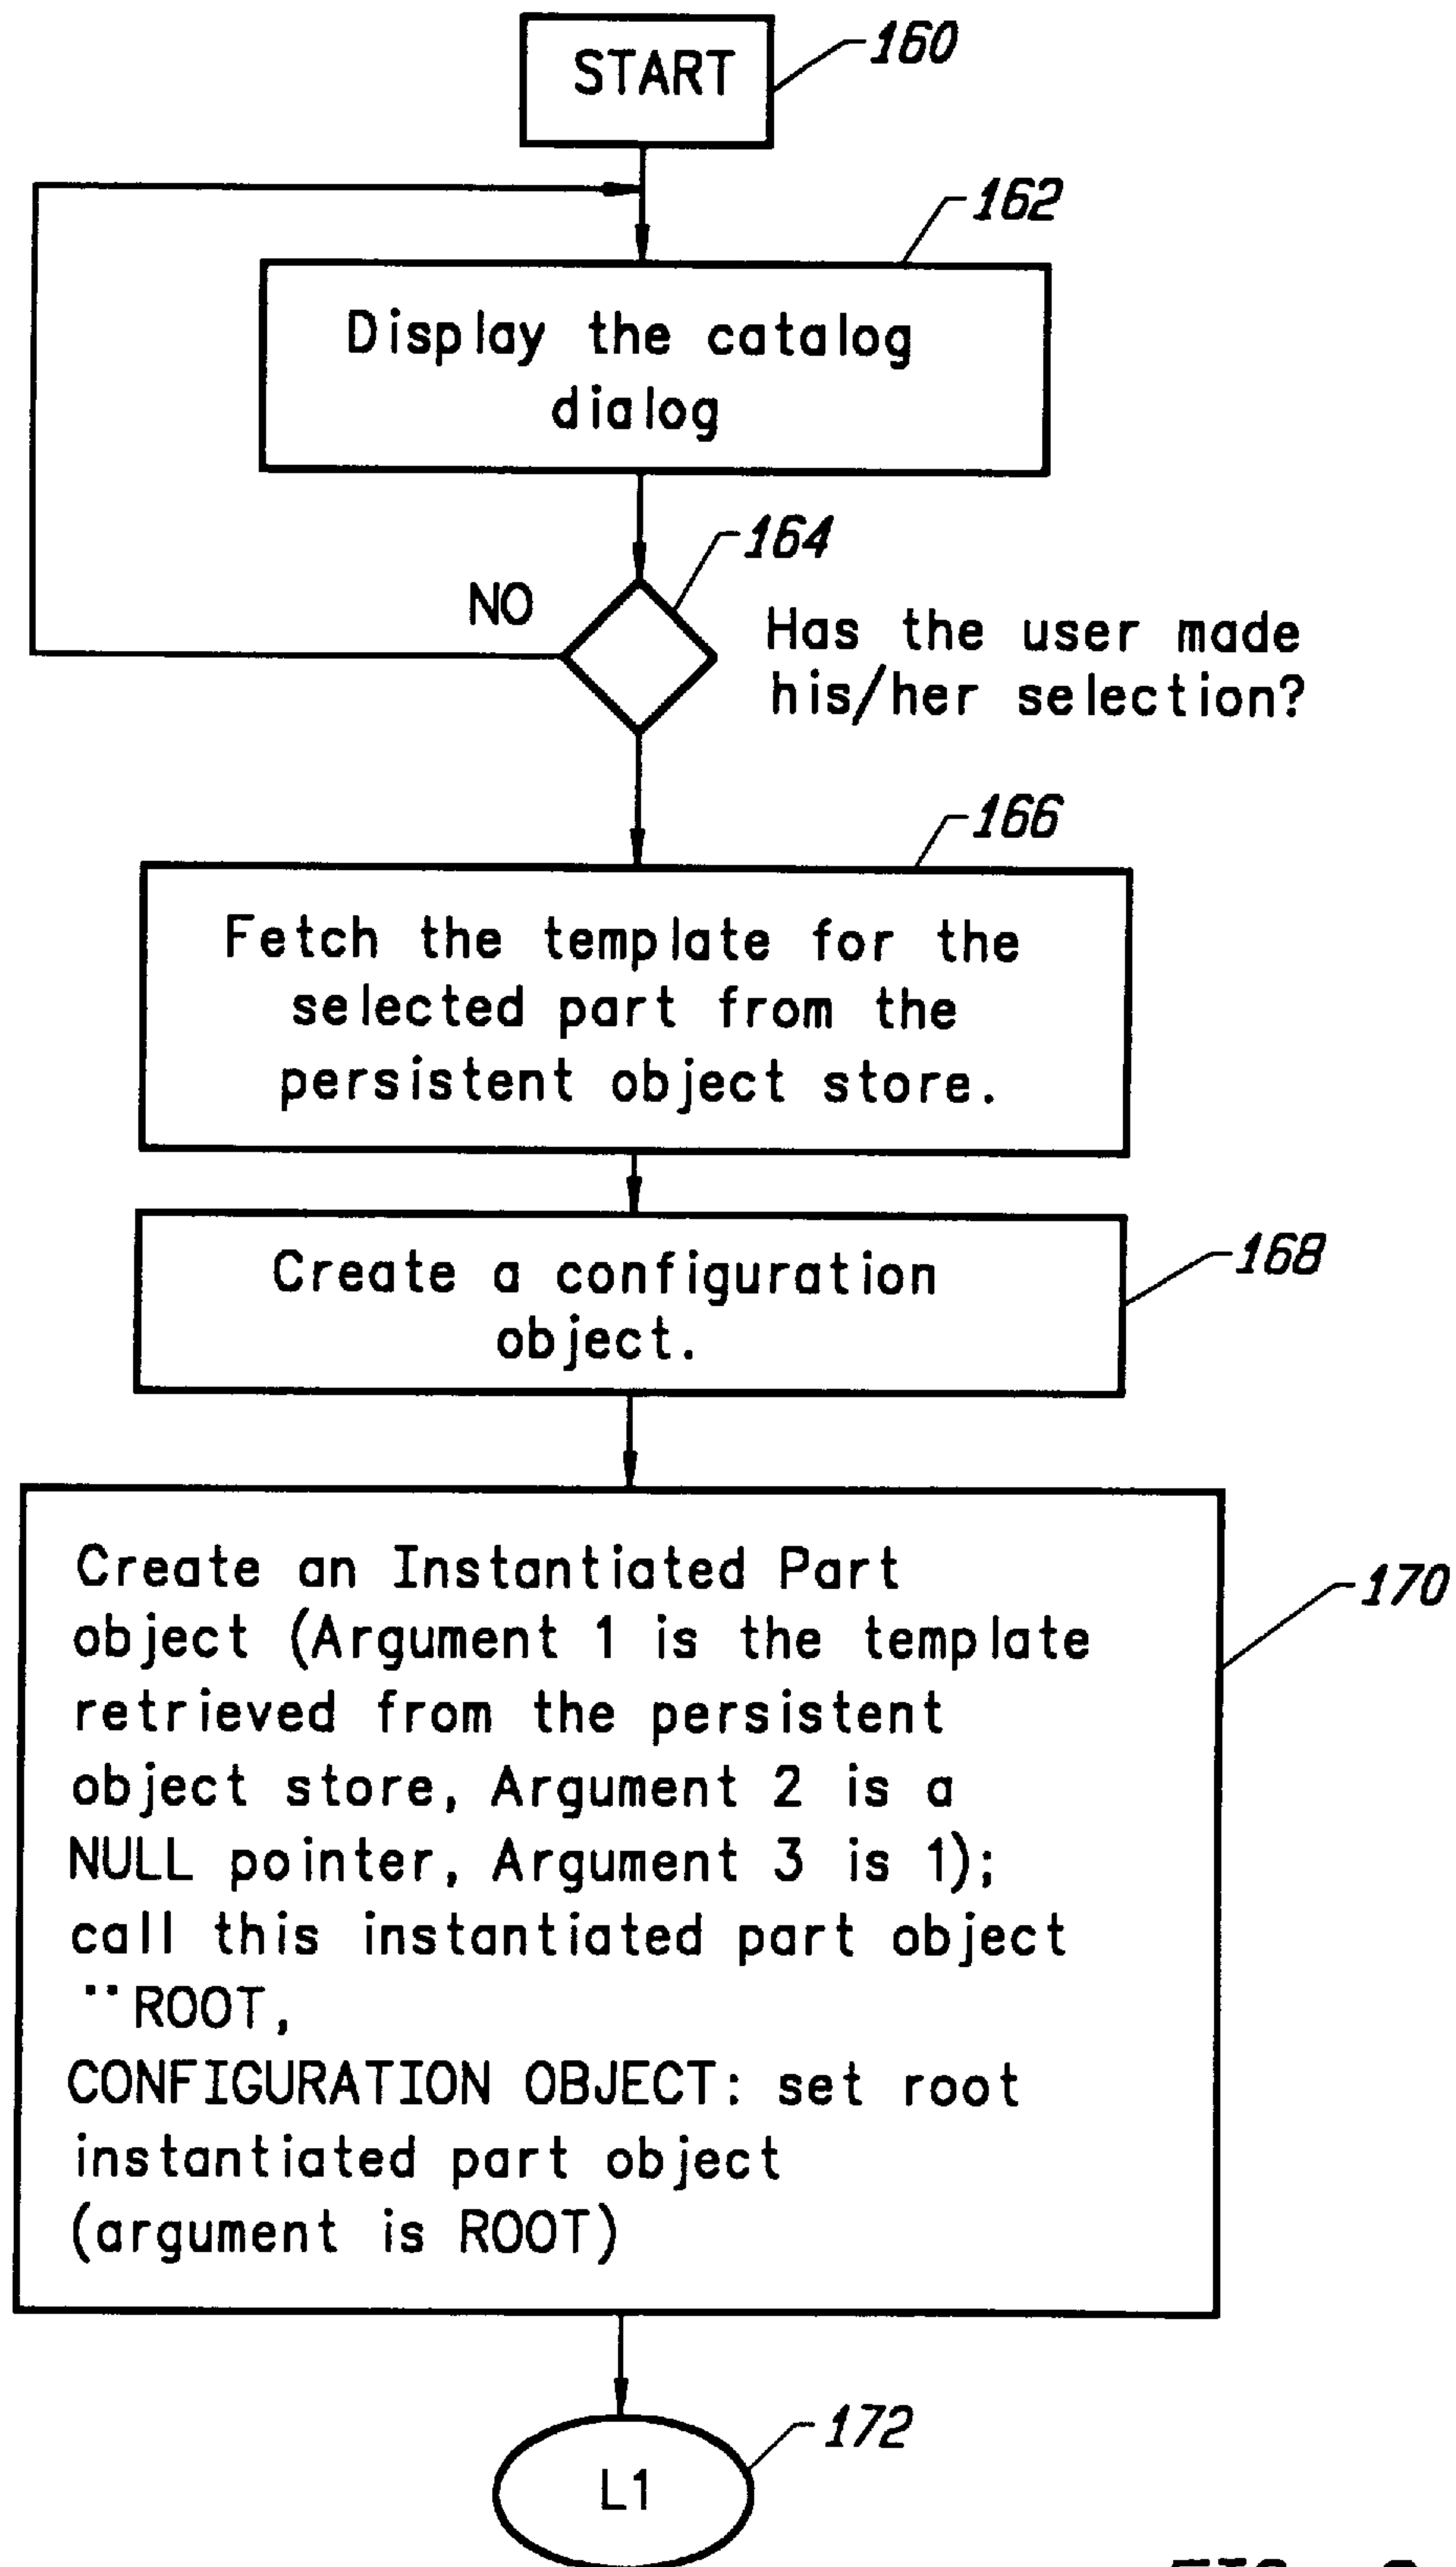 START
160
162
Display the catalog
dialog
164
NO
Has the user made
his/her selection?
166
Fetch the template for the
selected part from the
persistent object store.
168
Create a configuration
object.
170
Create an Instantiated Part
object (Argument 1 is the template
retrieved from the persistent
object store, Argument 2 is a
NULL pointer, Argument 3 is 1);
call this instantiated part object
¨ROOT,
CONFIGURATION OBJECT: set root
instantiated part object
(argument is ROOT)
172
L1